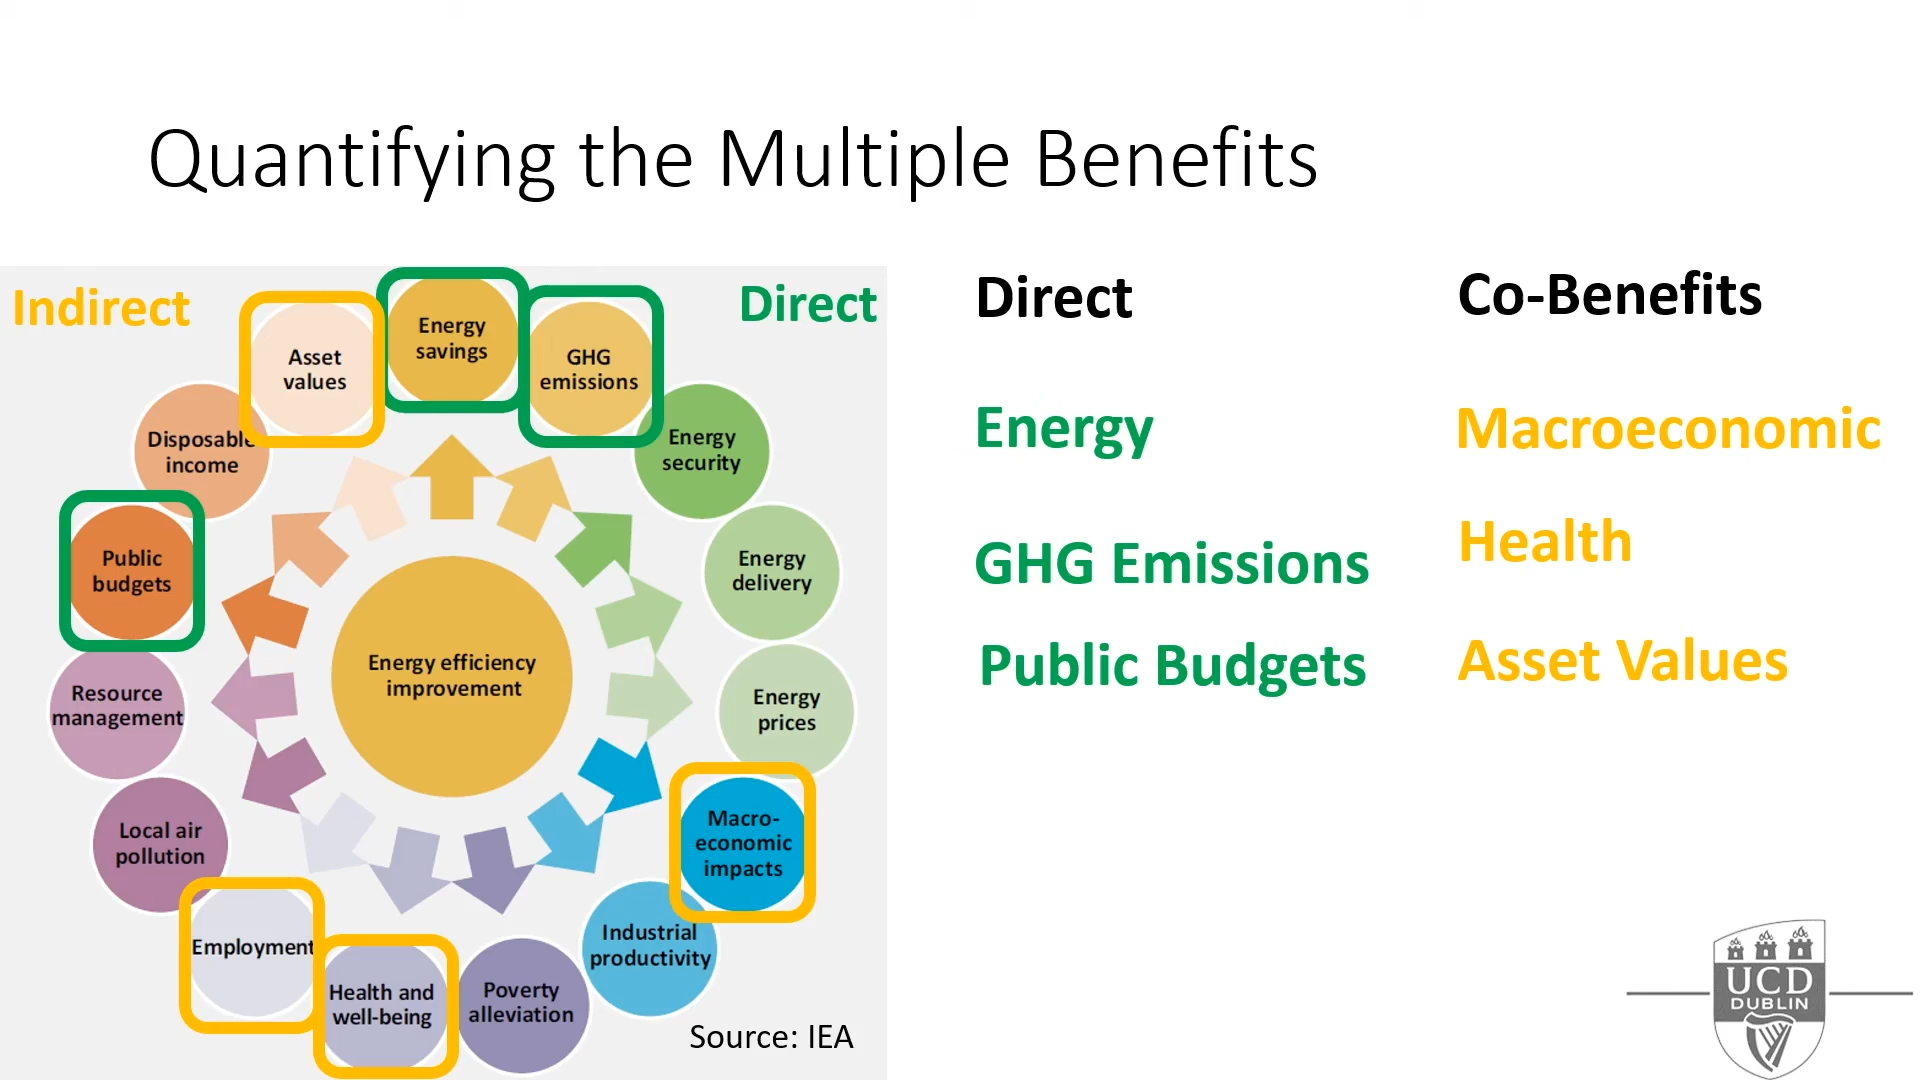 Quantifying the Multiple Benefits
Indirect
Direct
Energy
savings
GHG
emissions
Asset
values
Energy
security
Disposable
income
Energy
delivery
Public
budgets
Energy efficiency
improvement
Energy
prices
Resource
management
Macro-
economic
impacts
Local air
pollution
Industrial
productivity
Employment
Health and
well-being
Poverty
alleviation
Source: IEA
Direct
Energy
GHG Emissions
Public Budgets
Co-Benefits
Macroeconomic
Health
Asset Values
UCD
DUBLIN